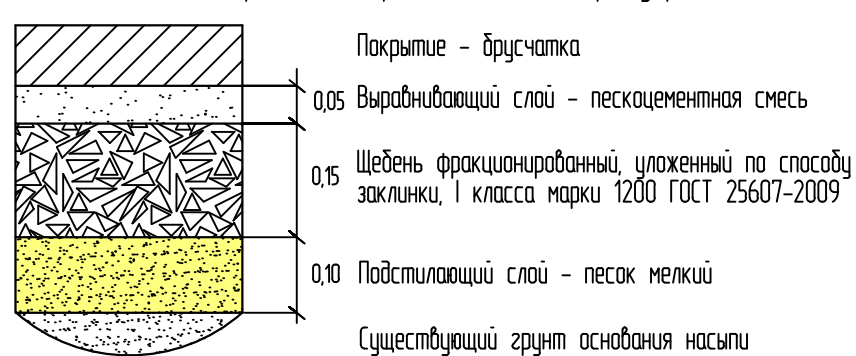 Покрытие - брусчатка
0,05 Выравнивающий слой - пескоцементная смесь
0,15 Щебень фракционированный, уложенный по способу
заклинки, I класса марки 1200 ГОСТ 25607-2009
0,10 Подстилающий слой - песок мелкий
Существующий грунт основания насыпи